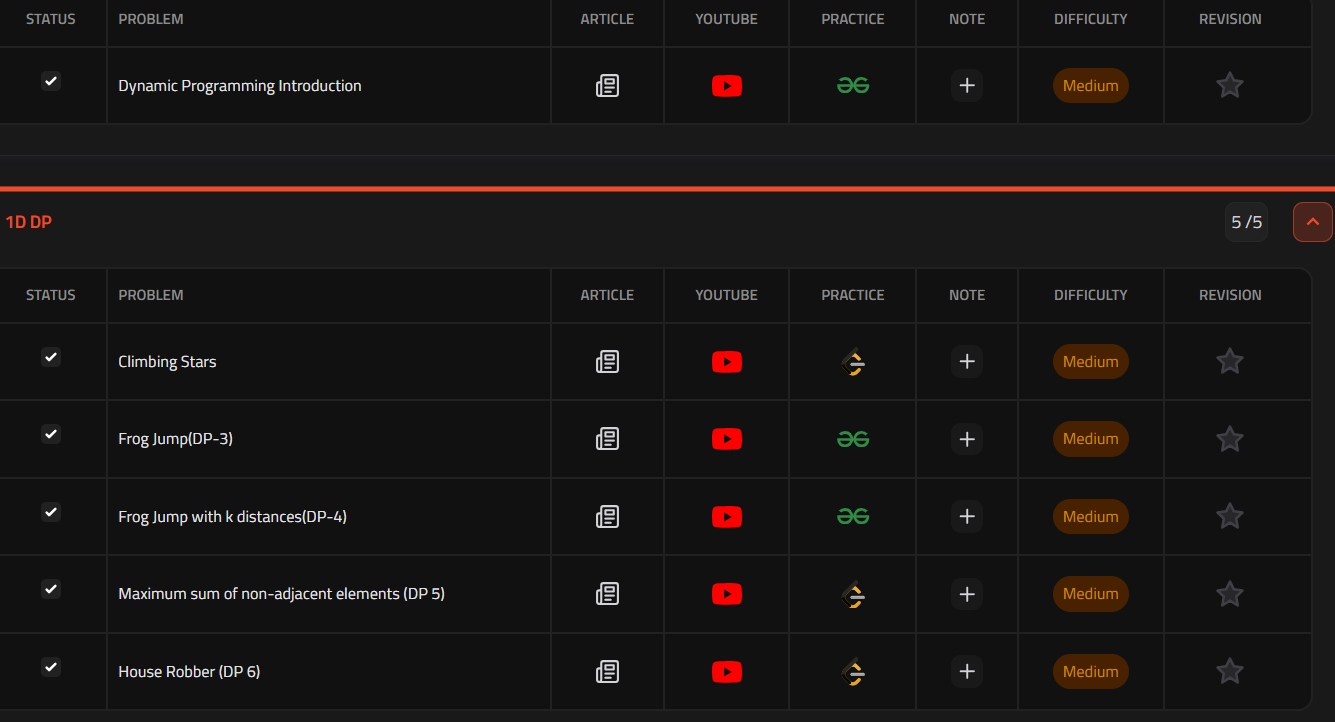 STATUS PROBLEM ARTICLE YOUTUBE PRACTICE NOTE DIFFICULTY REVISION
Dynamic Programming Introduction Medium
1D DP 5 /5
STATUS PROBLEM ARTICLE YOUTUBE PRACTICE NOTE DIFFICULTY REVISION
Climbing Stars Medium
Frog Jump(DP-3) Medium
Frog Jump with k distances(DP-4) Medium
Maximum sum of non-adjacent elements (DP 5) Medium
House Robber (DP 6) Medium